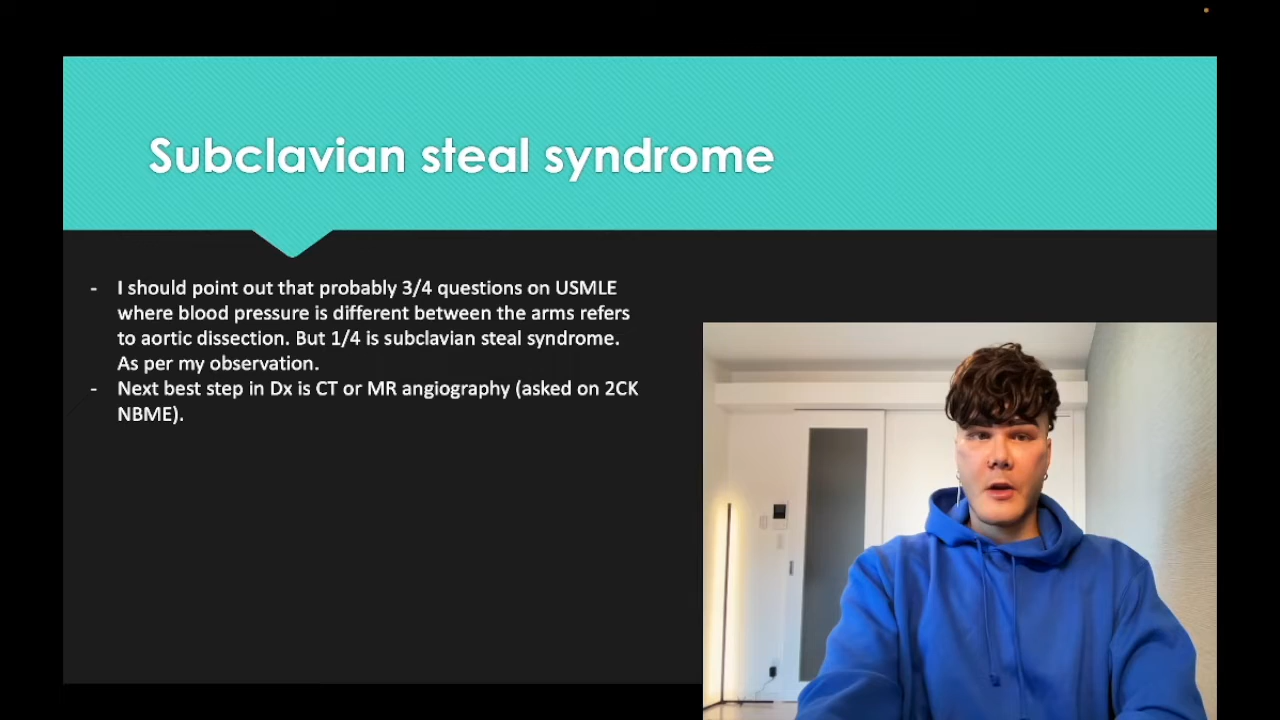 Subclavian steal syndrome
- I should point out that probably 3/4 questions on USMLE
where blood pressure is different between the arms refers
to aortic dissection. But 1/4 is subclavian steal syndrome.
As per my observation.
- Next best step in Dx is CT or MR angiography (asked on 2CK
NBME).